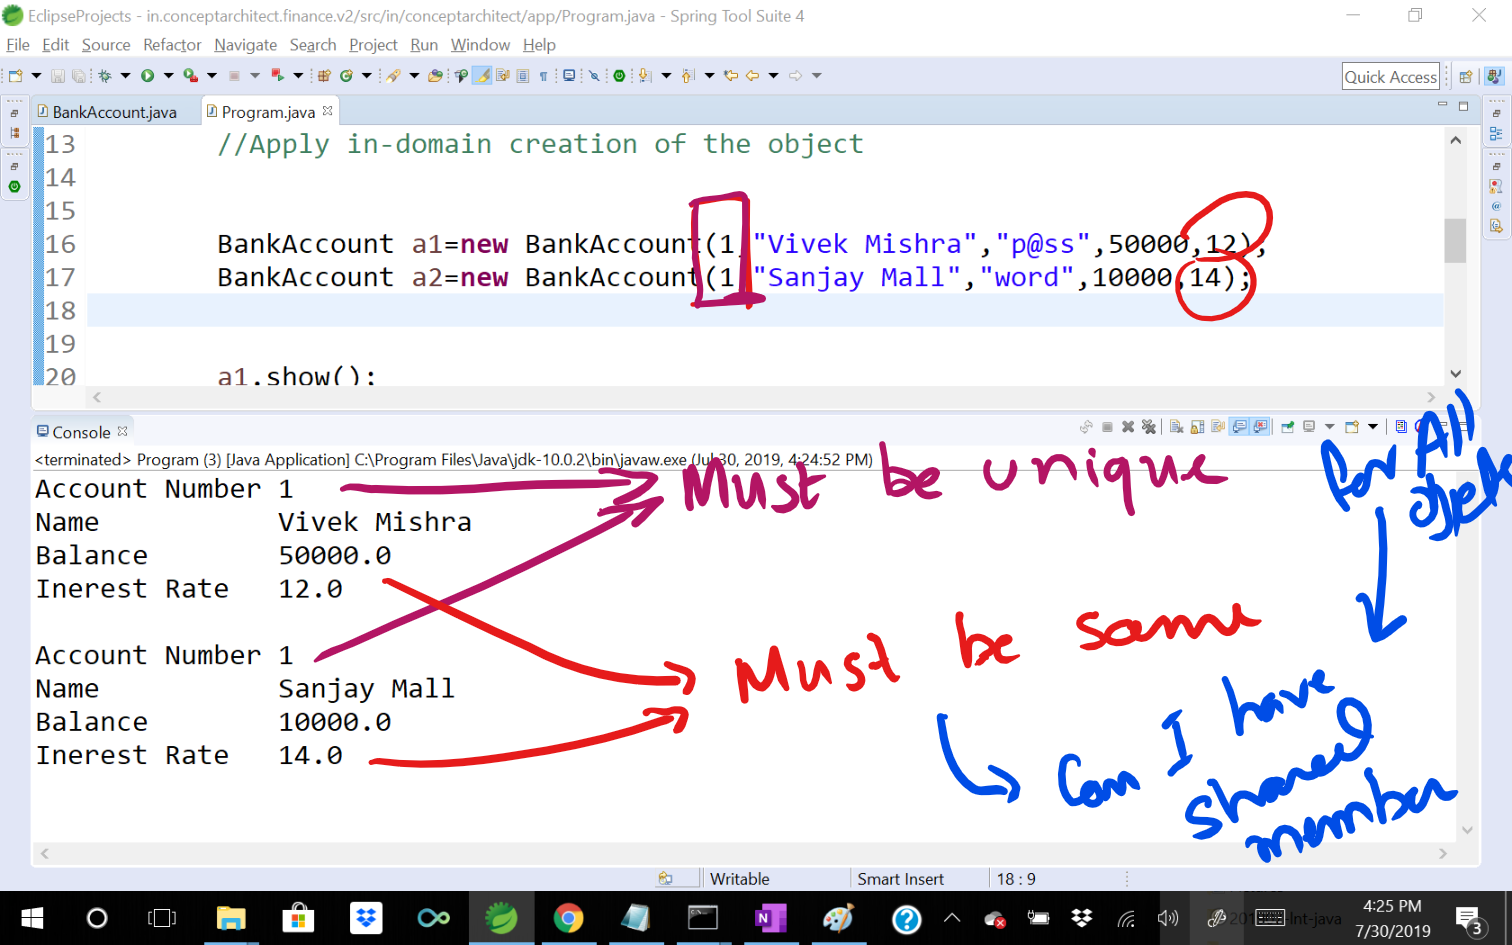 EclipseProjects - in.conceptarchitect.finance.v2/src/in/conceptarchitect/app/Program.java - Spring Tool Suite 4
File Edit Source Refactor Navigate Search Project Run Window Help
Quick Access
BankAccount.java Program.java
13 //Apply in-domain creation of the object
14
15
16 BankAccount a1=new BankAccount(1 "Vivek Mishra","p@ss",50000,12);
17 BankAccount a2=new BankAccount(1 "Sanjay Mall","word",10000,14);
18
19
20 a1.show();
Console
<terminated> Program (3) [Java Application] C:\Program Files\Java\jdk-10.0.2\bin\javaw.exe (Jul 30, 2019, 4:24:52 PM)
Account Number 1
Name Vivek Mishra
Balance 50000.0
Inerest Rate 12.0
Account Number 1
Name Sanjay Mall
Balance 10000.0
Inerest Rate 14.0
Must be unique
For All
objects
Must be same
Can I have
shared
member
Writable Smart Insert 18 : 9
4:25 PM
7/30/2019
3